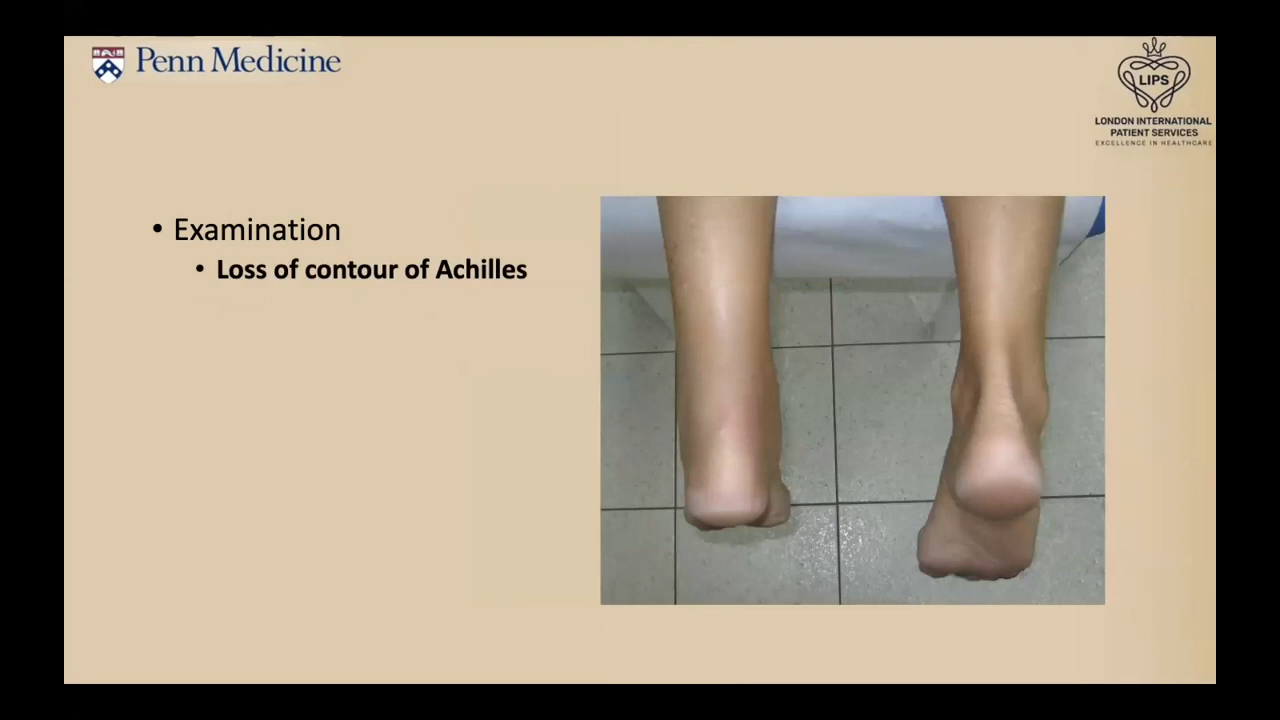 Penn Medicine
LIPS
LONDON INTERNATIONAL
PATIENT SERVICES
EXCELLENCE IN HEALTHCARE
• Examination
• Loss of contour of Achilles